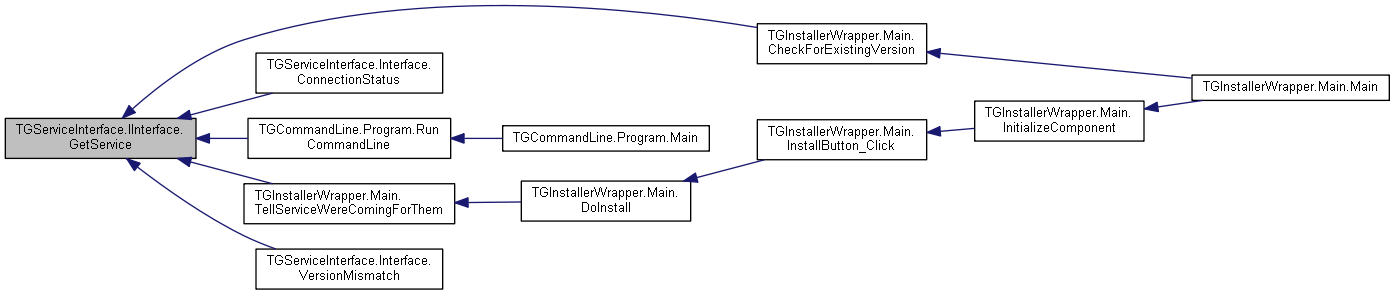 TGServiceInterface.IInterface.
GetService
TGServiceInterface.Interface.
ConnectionStatus
TGCommandLine.Program.Run
CommandLine
TGInstallerWrapper.Main.
TellServiceWereComingForThem
TGServiceInterface.Interface.
VersionMismatch
TGCommandLine.Program.Main
TGInstallerWrapper.Main.
DoInstall
TGInstallerWrapper.Main.
CheckForExistingVersion
TGInstallerWrapper.Main.
InstallButton_Click
TGInstallerWrapper.Main.
InitializeComponent
TGInstallerWrapper.Main.Main